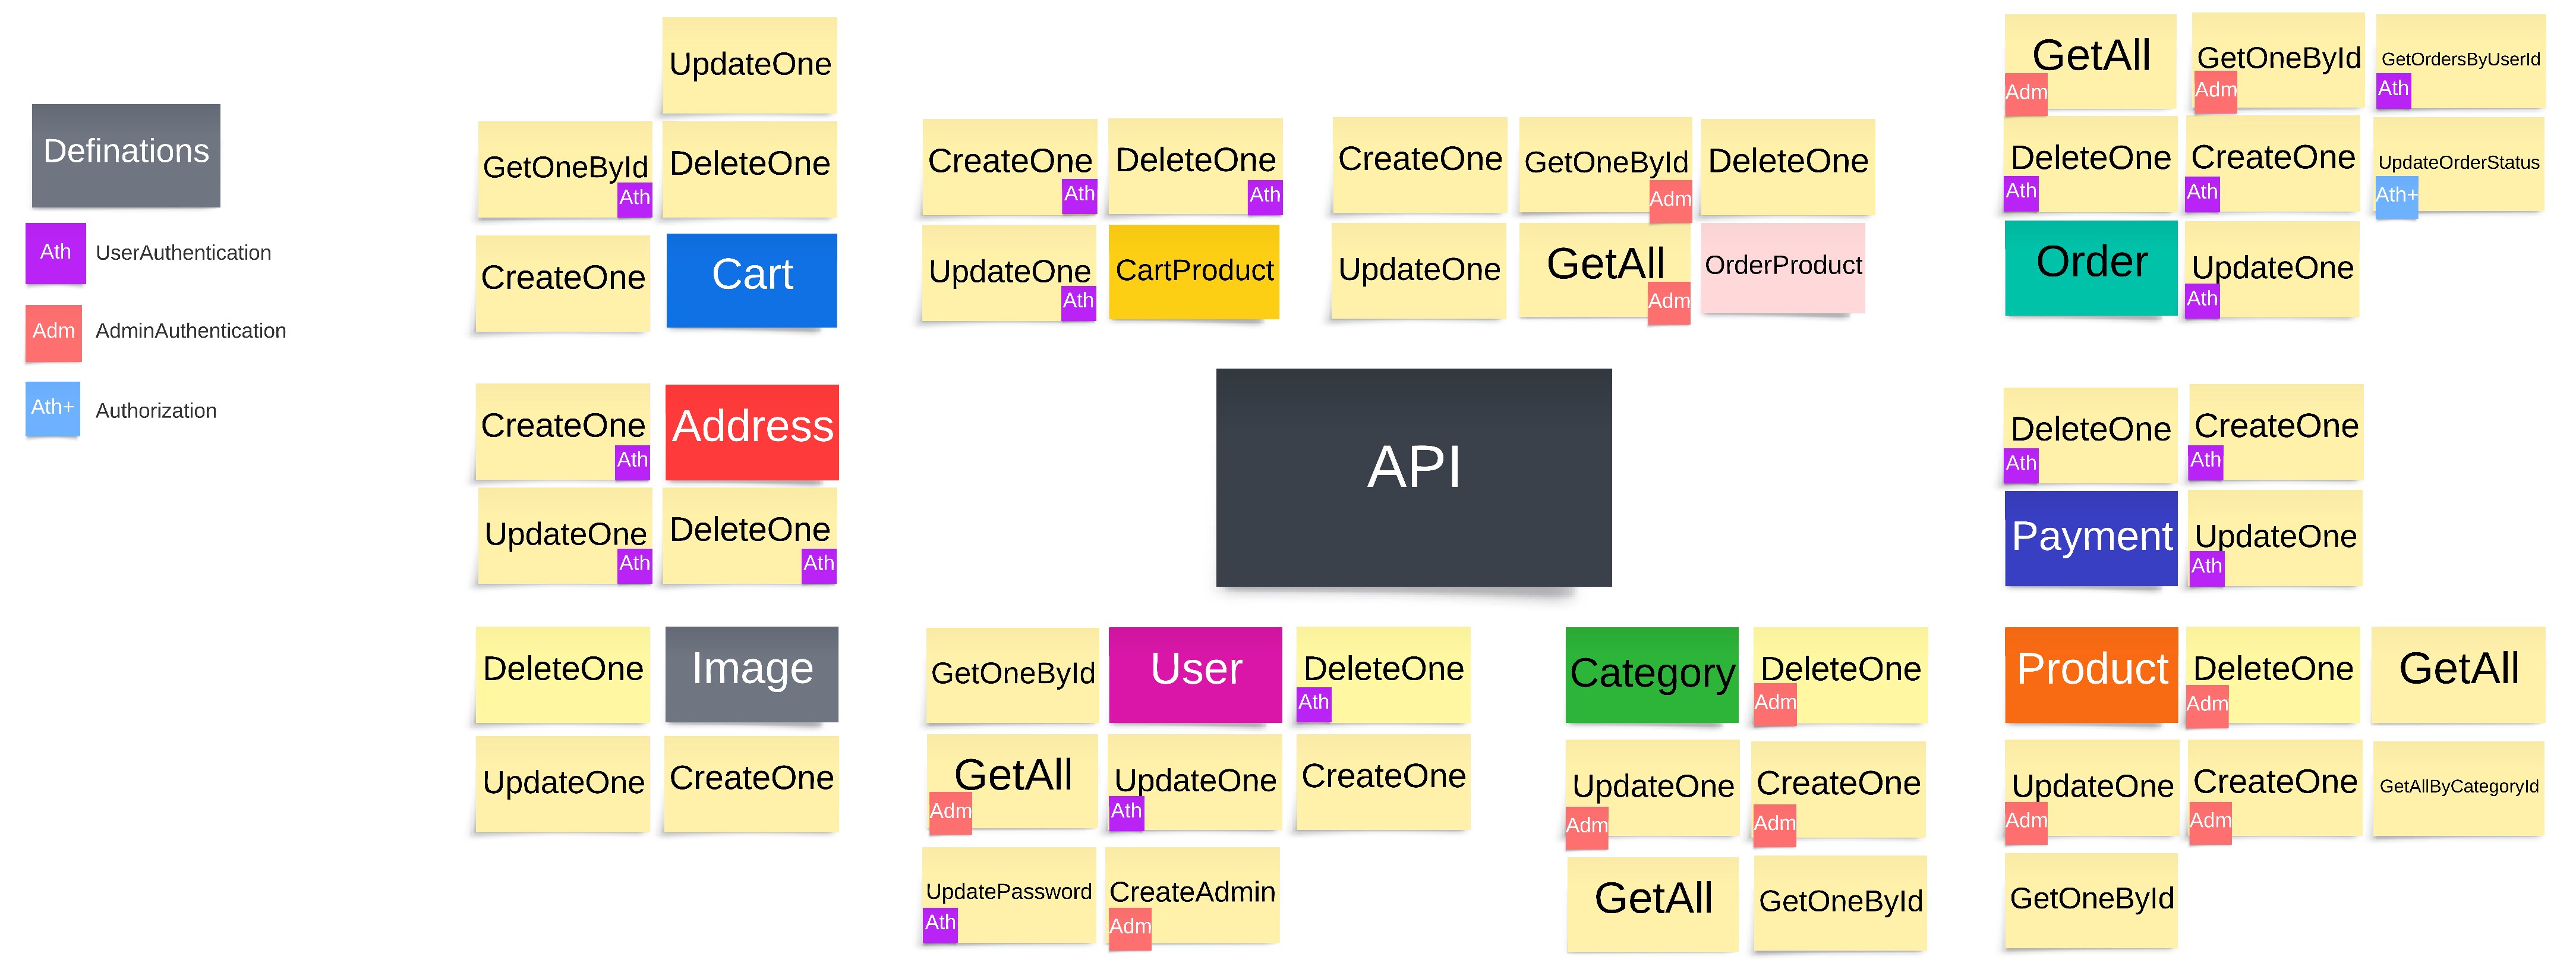 Definations
Ath
UserAuthentication
Adm
AdminAuthentication
Ath+
Authorization
UpdateOne
GetOneById
Ath
DeleteOne
CreateOne
Cart
CreateOne
Ath
DeleteOne
Ath
UpdateOne
Ath
CartProduct
CreateOne
GetOneById
Adm
DeleteOne
UpdateOne
GetAll
Adm
OrderProduct
GetAll
Adm
GetOneById
Adm
GetOrdersByUserId
Ath
DeleteOne
Ath
CreateOne
Ath
UpdateOrderStatus
Ath+
Order
UpdateOne
Ath
CreateOne
Ath
Address
UpdateOne
Ath
DeleteOne
Ath
API
DeleteOne
Ath
CreateOne
Ath
Payment
UpdateOne
Ath
DeleteOne
Image
UpdateOne
CreateOne
GetOneById
User
DeleteOne
Ath
GetAll
Adm
UpdateOne
Ath
CreateOne
UpdatePassword
Ath
CreateAdmin
Adm
Category
DeleteOne
Adm
UpdateOne
Adm
CreateOne
Adm
GetAll
GetOneById
Product
DeleteOne
Adm
GetAll
UpdateOne
Adm
CreateOne
Adm
GetAllByCategoryId
GetOneById